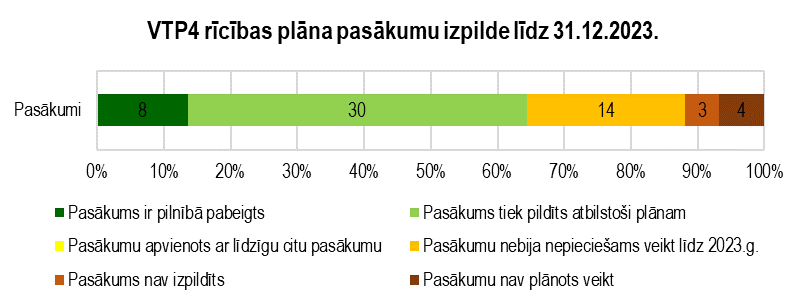 VTP4 rīcības plāna pasākumu izpilde līdz 31.12.2023.
Pasākumi
8 30 14 3 4
0% 10% 20% 30% 40% 50% 60% 70% 80% 90% 100%
Pasākums ir pilnībā pabeigts Pasākums tiek pildīts atbilstoši plānam
Pasākumu apvienots ar līdzīgu citu pasākumu Pasākumu nebija nepieciešams veikt līdz 2023.g.
Pasākums nav izpildīts Pasākumu nav plānots veikt